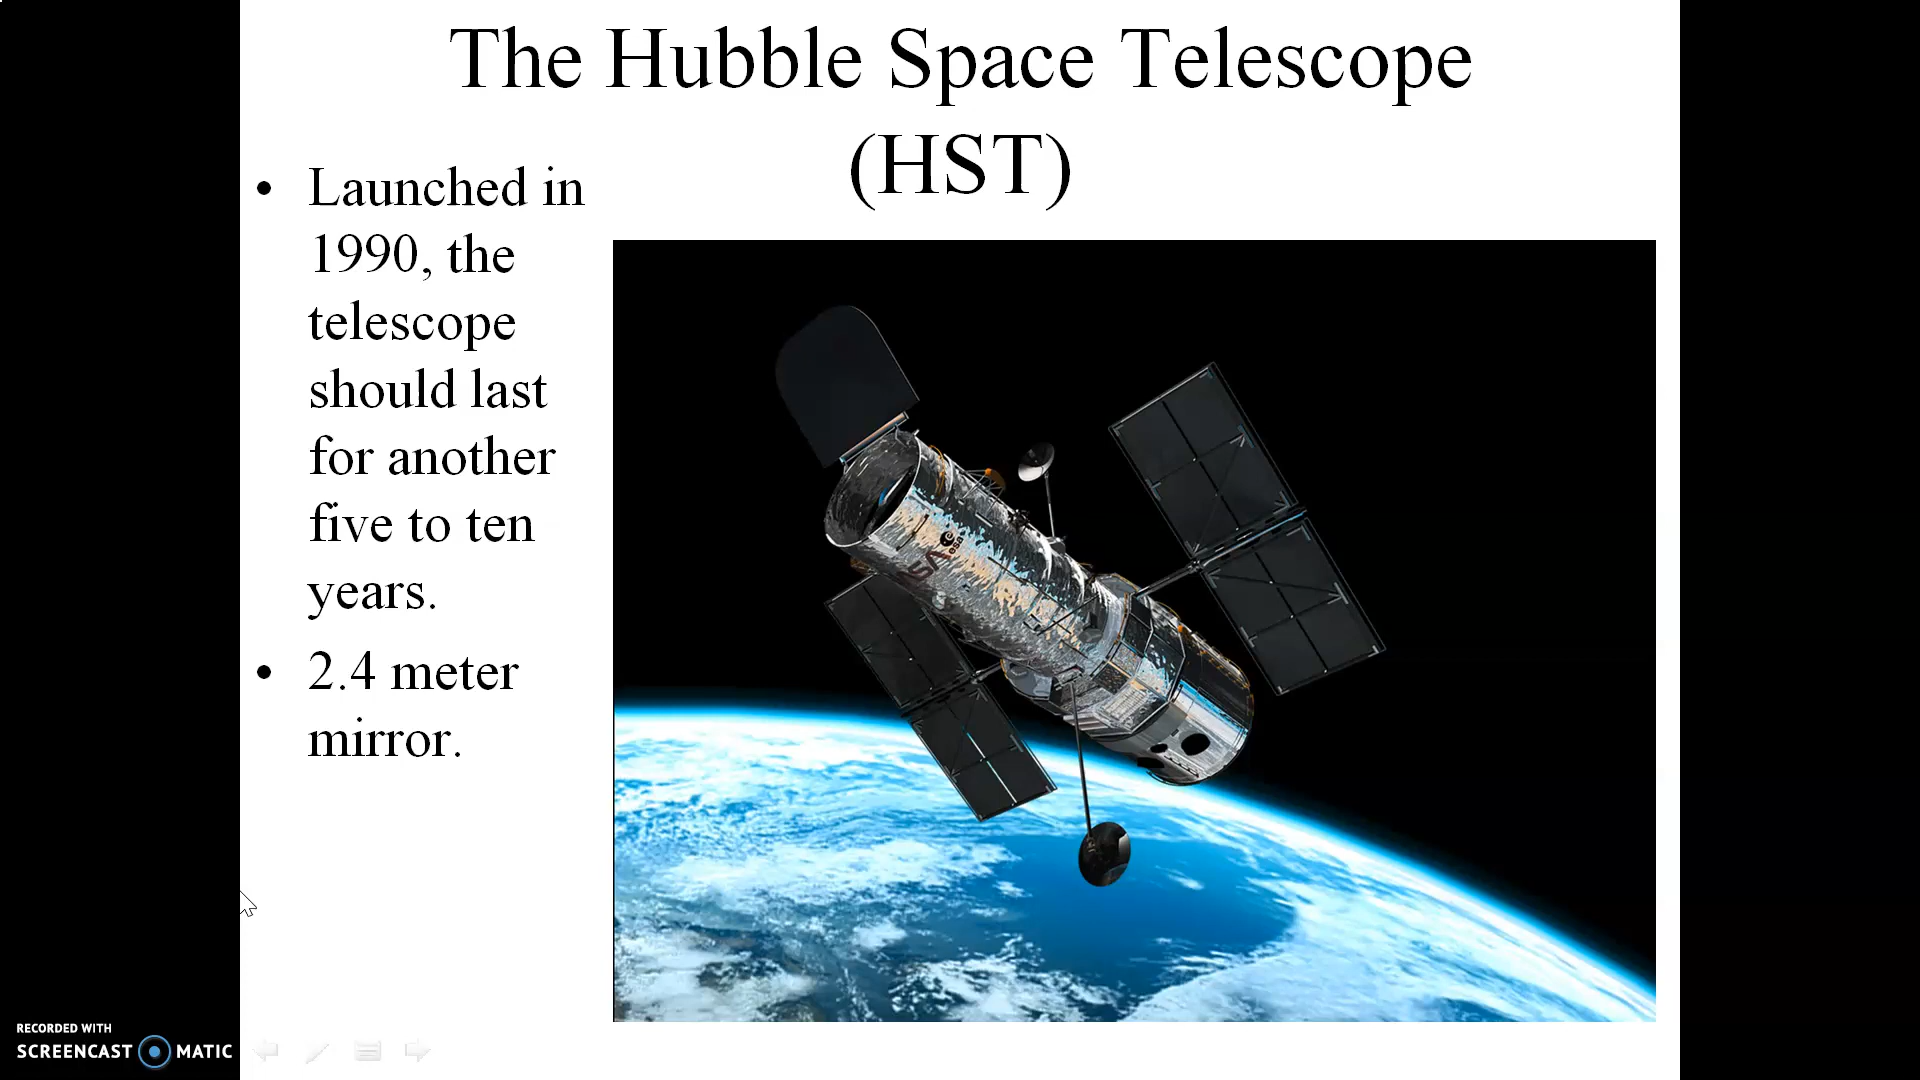 The Hubble Space Telescope
(HST)
• Launched in
1990, the
telescope
should last
for another
five to ten
years.
• 2.4 meter
mirror.
esa
RECORDED WITH
SCREENCAST MATIC